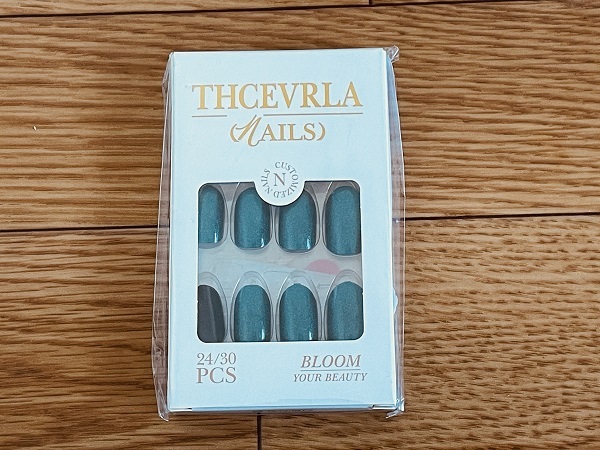 THCEVRLA
(NAILS)
CUSTOMIZED NAILS
N
24/30
PCS
BLOOM
YOUR BEAUTY